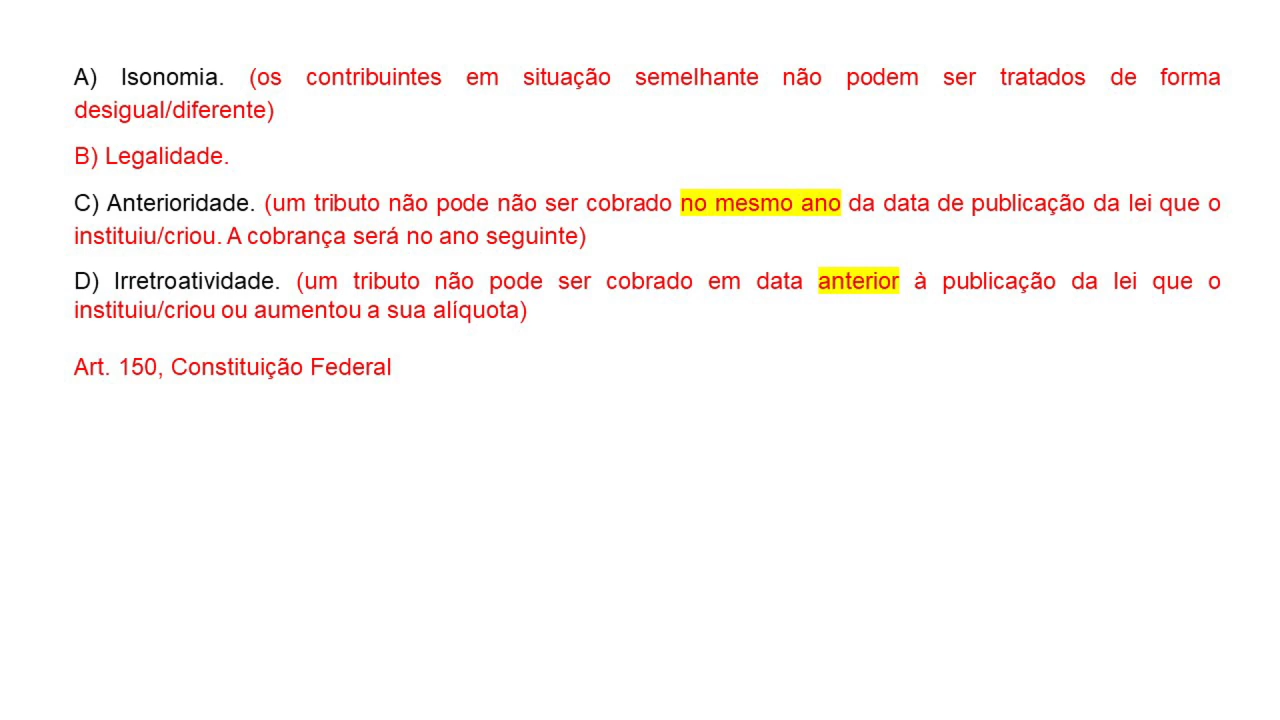 A) Isonomia. (os contribuintes em situação semelhante não podem ser tratados de forma
desigual/diferente)
B) Legalidade.
C) Anterioridade. (um tributo não pode não ser cobrado no mesmo ano da data de publicação da lei que o
instituiu/criou. A cobrança será no ano seguinte)
D) Irretroatividade. (um tributo não pode ser cobrado em data anterior à publicação da lei que o
instituiu/criou ou aumentou a sua alíquota)
Art. 150, Constituição Federal